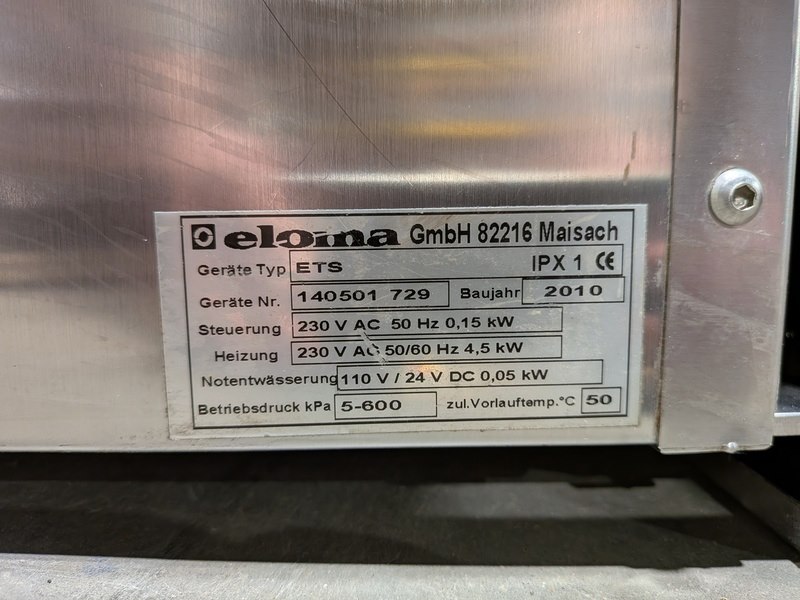 eloma GmbH 82216 Maisach
Geräte Typ ETS IPX 1 CE
Geräte Nr. 140501 729 Baujahr 2010
Steuerung 230 V AC 50 Hz 0,15 kW
Heizung 230 V AC 50/60 Hz 4,5 kW
Notentwässerung 110 V / 24 V DC 0,05 kW
Betriebsdruck kPa 5-600 zul.Vorlauftemp.°C 50